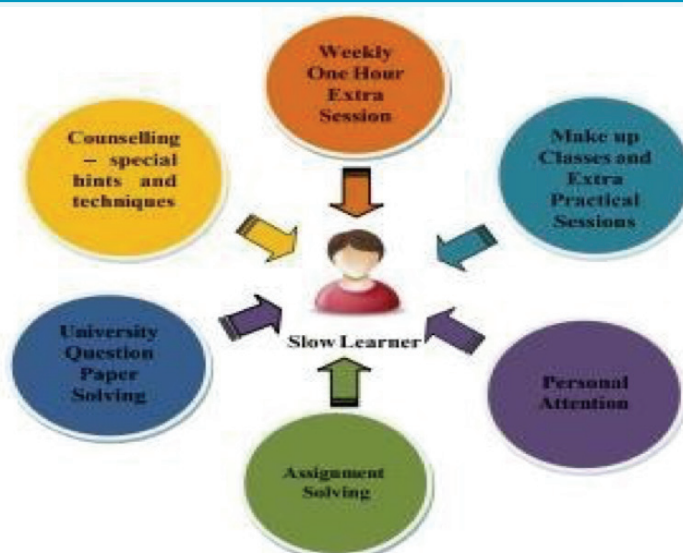 Weekly
One Hour
Extra
Session
Make up
Classes and
Extra
Practical
Sessions
Personal
Attention
Assignment
Solving
University
Question
Paper
Solving
Counselling
– special
hints and
techniques
Slow Learner